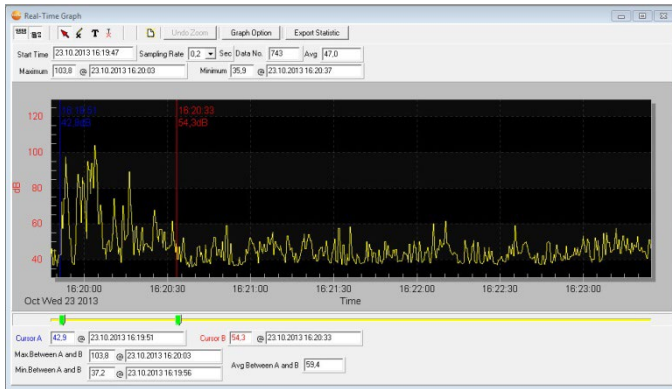 Real-Time Graph
T
Undo Zoom Graph Option Export Statistic
Start Time 23.10.2013 16:19:47 Sampling Rate 0,2 Sec Data No. 743 Avg 47,0
Maximum 103,8 @ 23.10.2013 16:20:03 Minimum 35,9 @ 23.10.2013 16:20:37
16:19:51 16:20:33
42,9dB 54,3dB
120
100
80
60
40
dB
16:20:00 16:20:30 16:21:00 16:21:30 16:22:00 16:22:30 16:23:00
Oct Wed 23 2013 Time
Cursor A 42,9 @ 23.10.2013 16:19:51 Cursor B 54,3 @ 23.10.2013 16:20:33
Max.Between A and B 103,8 @ 23.10.2013 16:20:03
Avg Between A and B 59,4
Min.Between A and B 37,2 @ 23.10.2013 16:19:56